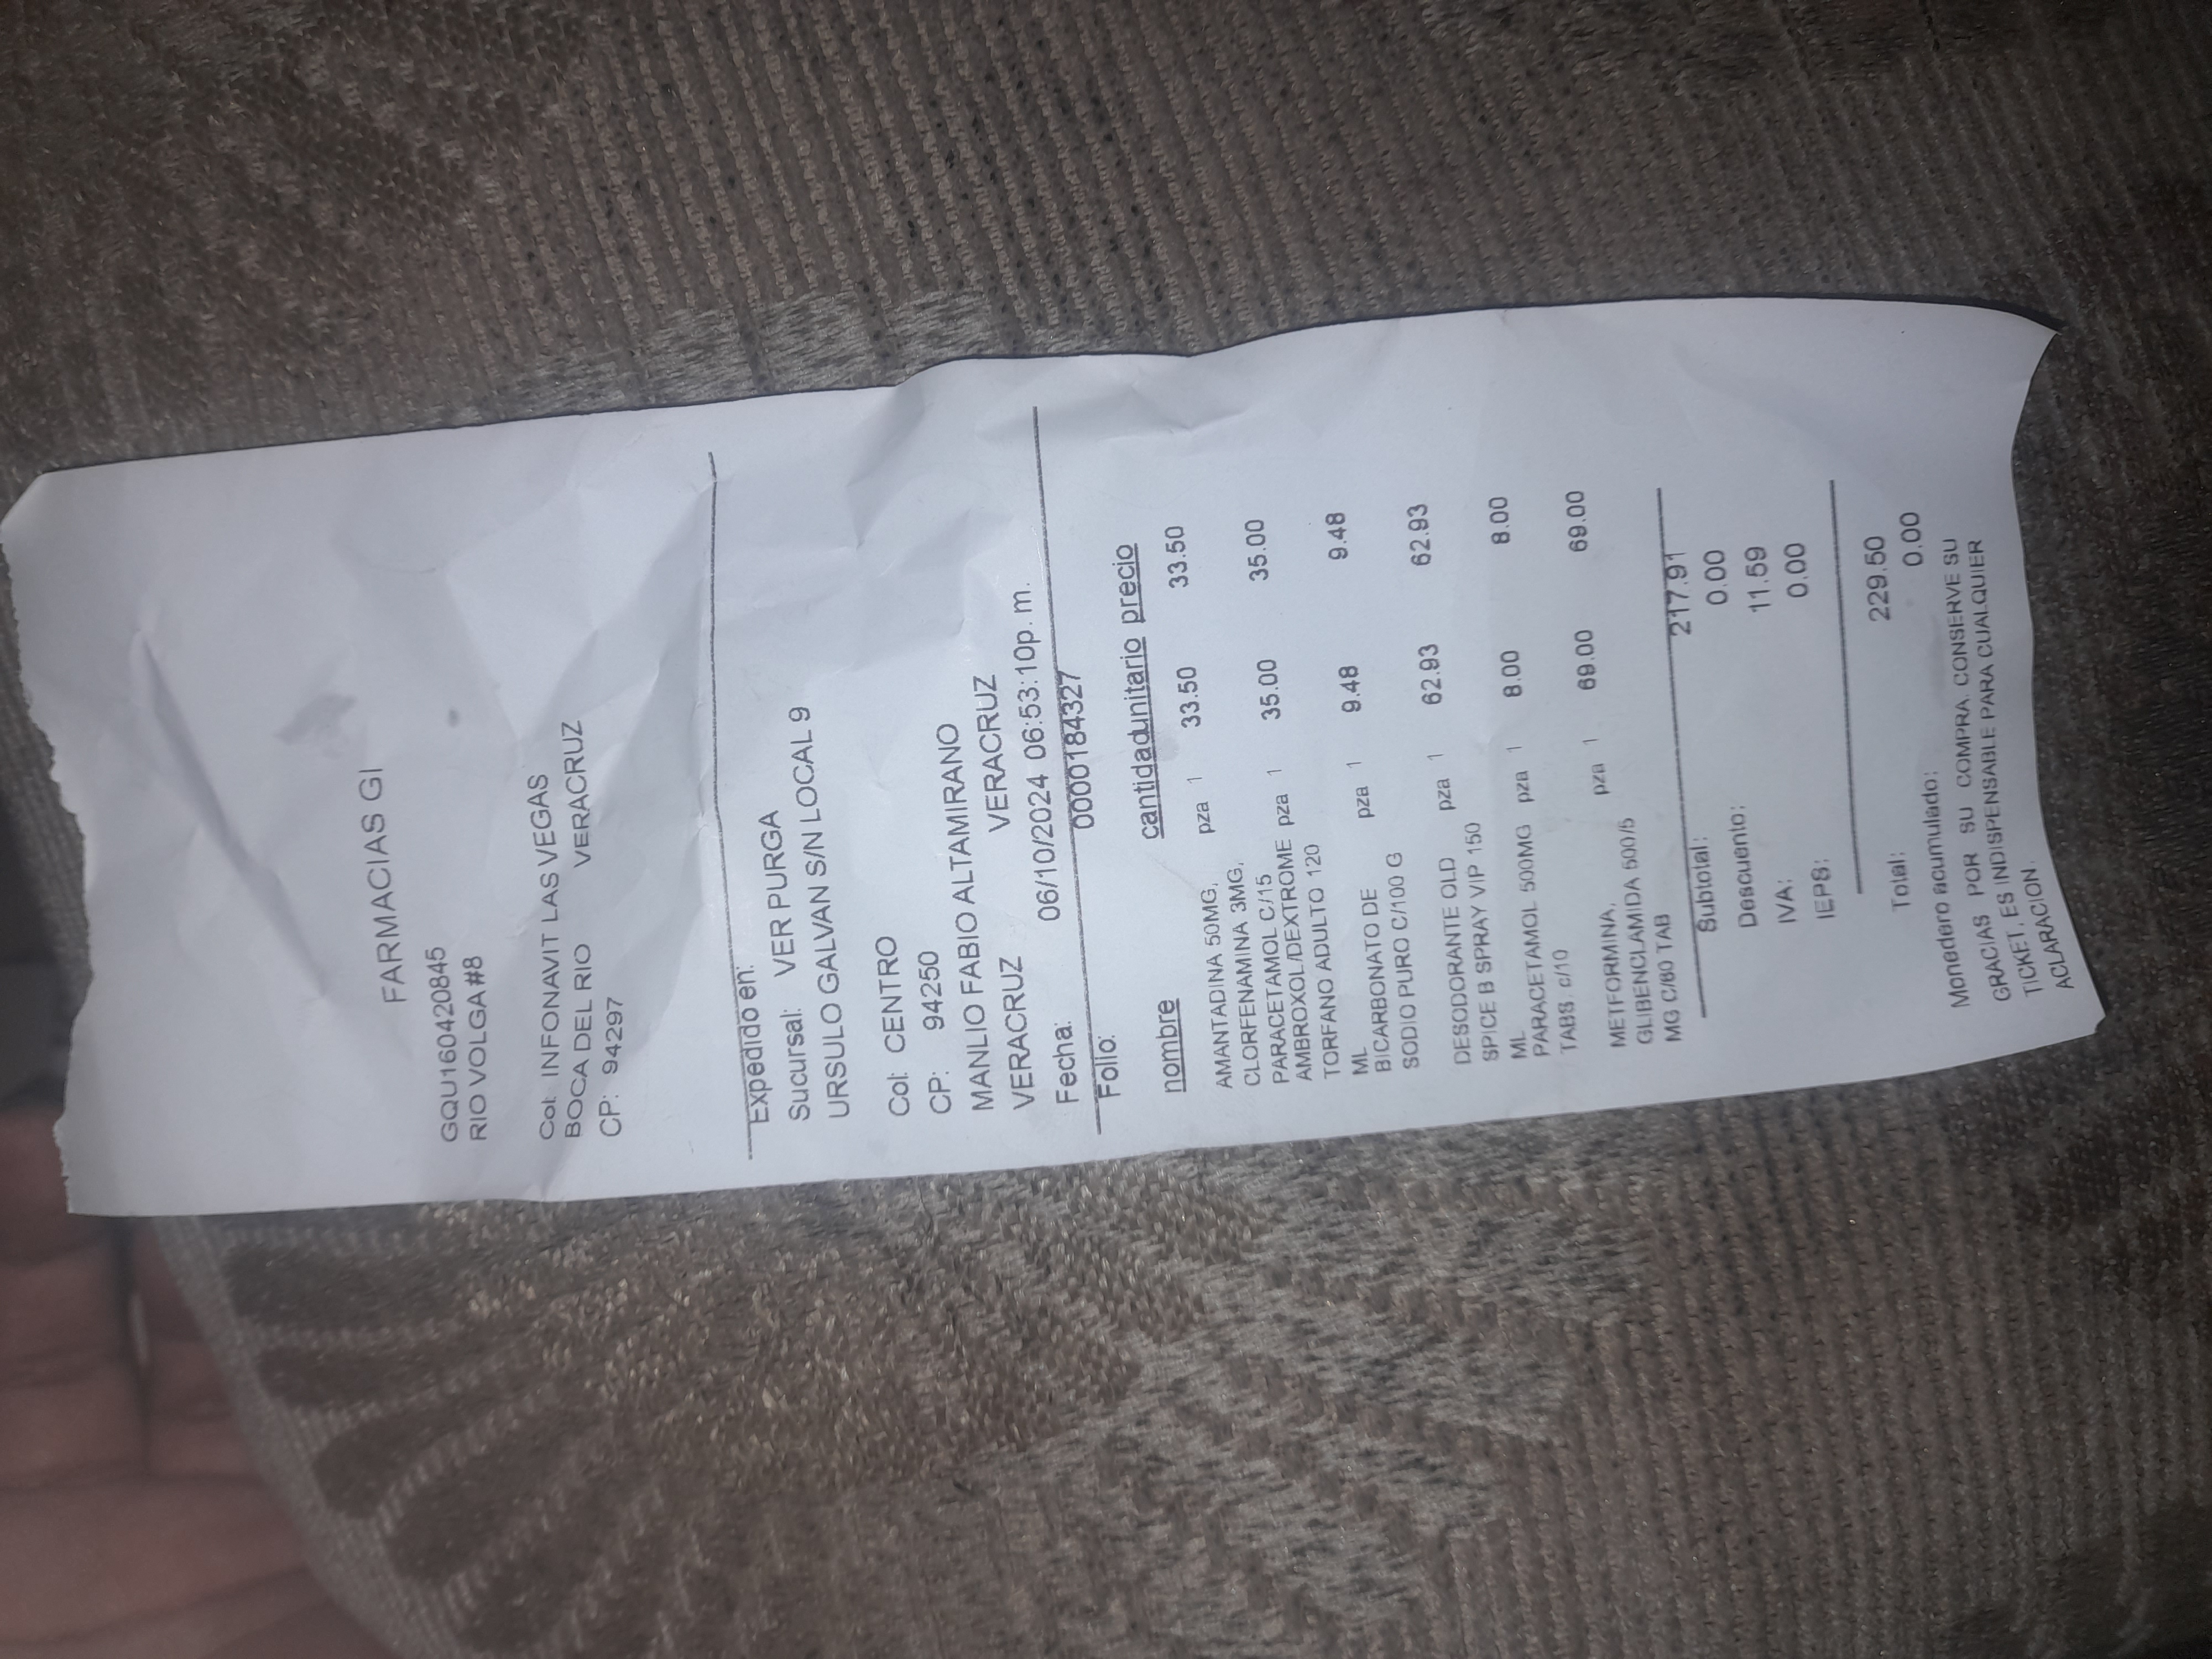 FARMACIAS GI
GQU160420845
RIO VOLGA #8
Col: INFONAVIT LAS VEGAS
BOCA DEL RIO VERACRUZ
CP: 94297
Expedido en:
Sucursal: VER PURGA
URSULO GALVAN S/N LOCAL 9
Col: CENTRO
CP: 94250
MANLIO FABIO ALTAMIRANO
VERACRUZ VERACRUZ
Fecha: 06/10/2024 06:53:10p. m.
Folio: 0000184327
nombre cantidadunitario precio
AMANTADINA 50MG, pza 1 33.50 33.50
CLORFENAMINA 3MG,
PARACETAMOL C/15
AMBROXOL/DEXTROME pza 1 35.00 35.00
TORFANO ADULTO 120
ML
BICARBONATO DE pza 1 9.48 9.48
SODIO PURO C/100 G
DESODORANTE OLD pza 1 62.93 62.93
SPICE B SPRAY VIP 150
ML
PARACETAMOL 500MG pza 1 8.00 8.00
TABS. c/10
METFORMINA, pza 1 69.00 69.00
GLIBENCLAMIDA 500/5
MG C/60 TAB
Subtotal: 217.91
Descuento: 0.00
IVA: 11.59
IEPS: 0.00
Total: 229.50
Monedero acumulado: 0.00
GRACIAS POR SU COMPRA. CONSERVE SU
TICKET, ES INDISPENSABLE PARA CUALQUIER
ACLARACION.